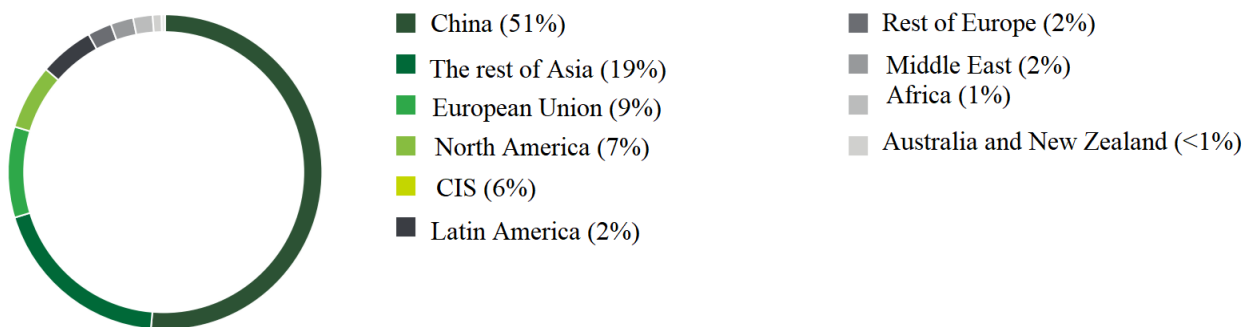 China (51%)
The rest of Asia (19%)
European Union (9%)
North America (7%)
CIS (6%)
Latin America (2%)
Rest of Europe (2%)
Middle East (2%)
Africa (1%)
Australia and New Zealand (<1%)